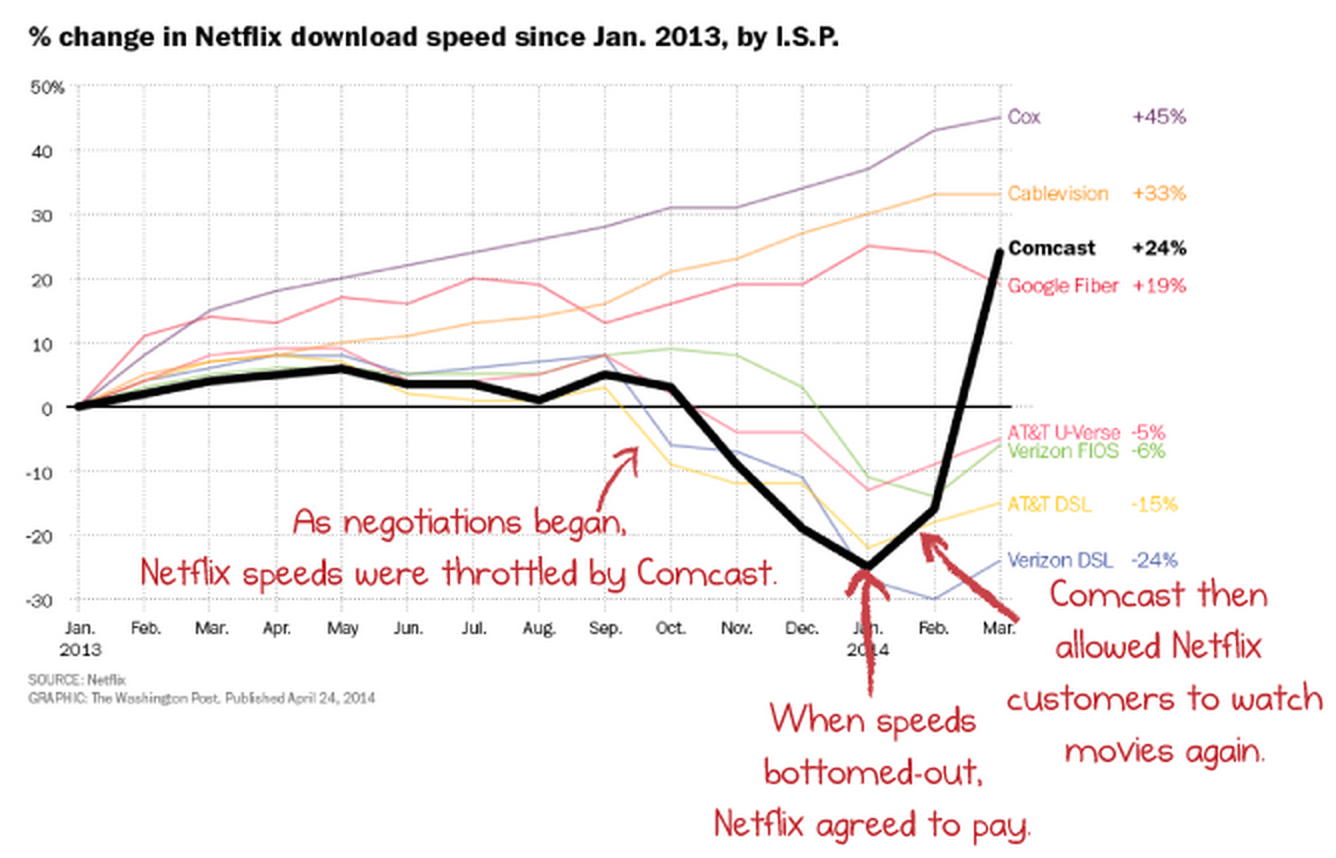 % change in Netflix download speed since Jan. 2013, by I.S.P.
50%
40
30
20
10
0
-10
-20
-30
Cox +45%
Cablevision +33%
Comcast +24%
Google Fiber +19%
AT&T U-Verse -5%
Verizon FIOS -6%
AT&T DSL -15%
Verizon DSL -24%
As negotiations began,
Netflix speeds were throttled by Comcast.
Jan. Feb. Mar. Apr. May Jun. Jul. Aug. Sep. Oct. Nov. Dec. Jan. Feb. Mar.
2013 2014
Comcast then
allowed Netflix
customers to watch
movies again.
SOURCE: Netflix
GRAPHIC: The Washington Post. Published April 24, 2014
When speeds
bottomed-out,
Netflix agreed to pay.